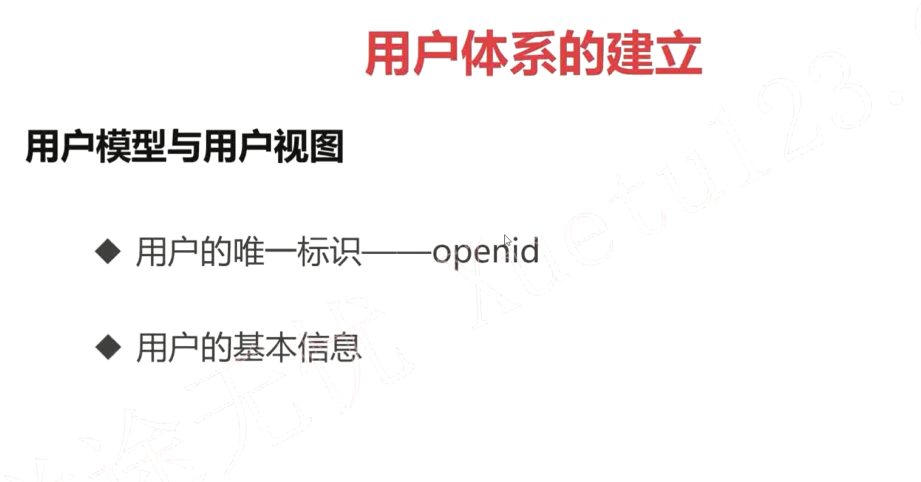 用户体系的建立
用户模型与用户视图
◆ 用户的唯一标识——openid
◆ 用户的基本信息
学途无忧 Xuetu123.